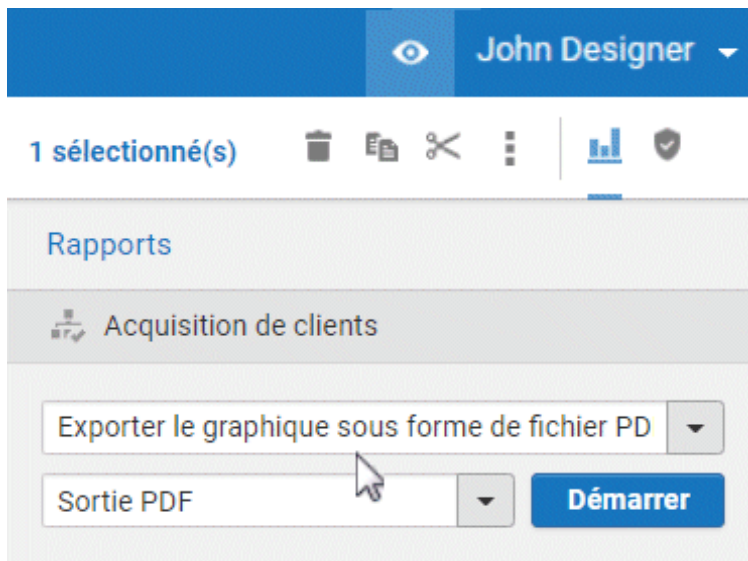 John Designer
1 sélectionné(s)
Rapports
Acquisition de clients
Exporter le graphique sous forme de fichier PD
Sortie PDF
Démarrer